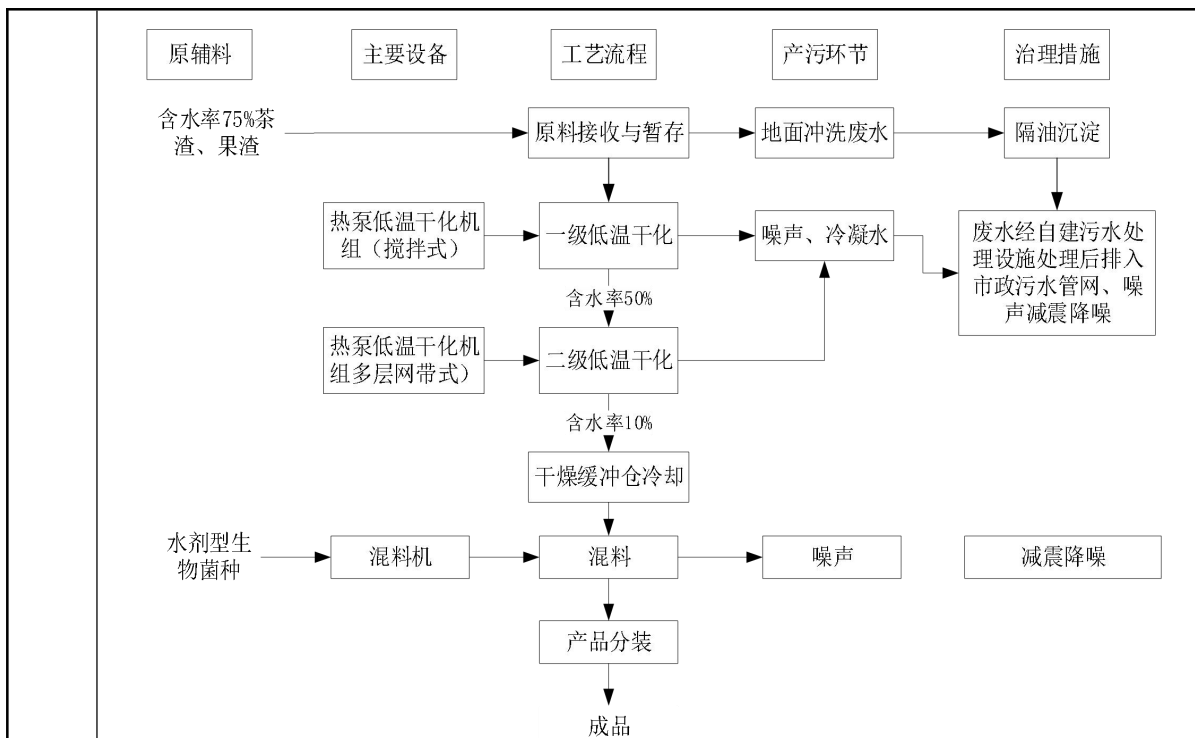 原辅料
主要设备
工艺流程
产污环节
治理措施
含水率75%茶
渣、果渣
原料接收与暂存
地面冲洗废水
隔油沉淀
热泵低温干化机
组（搅拌式）
一级低温干化
噪声、冷凝水
废水经自建污水处
理设施处理后排入
市政污水管网、噪
声减震降噪
含水率50%
热泵低温干化机
组多层网带式）
二级低温干化
含水率10%
干燥缓冲仓冷却
水剂型生
物菌种
混料机
混料
噪声
减震降噪
产品分装
成品